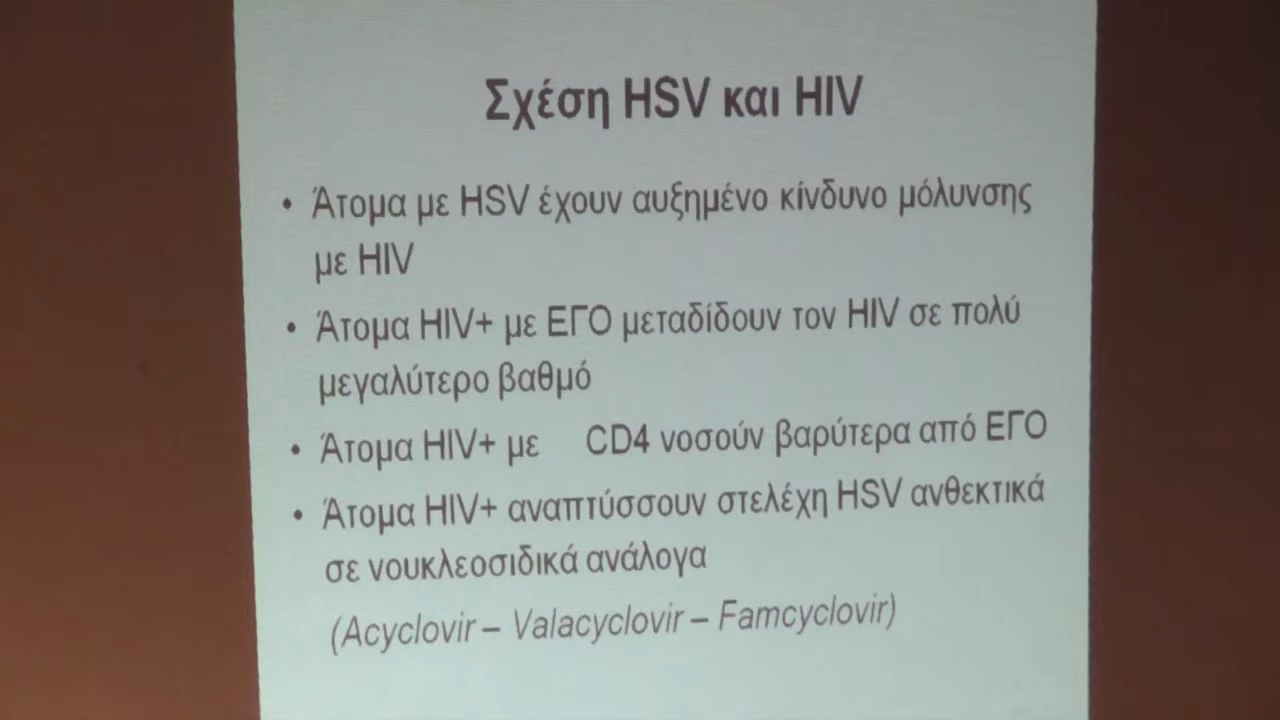 Σχέση HSV και HIV
• Άτομα με HSV έχουν αυξημένο κίνδυνο μόλυνσης
με HIV
• Άτομα HIV+ με ΕΓΟ μεταδίδουν τον HIV σε πολύ
μεγαλύτερο βαθμό
• Άτομα HIV+ με CD4 νοσούν βαρύτερα από ΕΓΟ
• Άτομα HIV+ αναπτύσσουν στελέχη HSV ανθεκτικά
σε νουκλεοσιδικά ανάλογα
(Acyclovir – Valacyclovir – Famcyclovir)